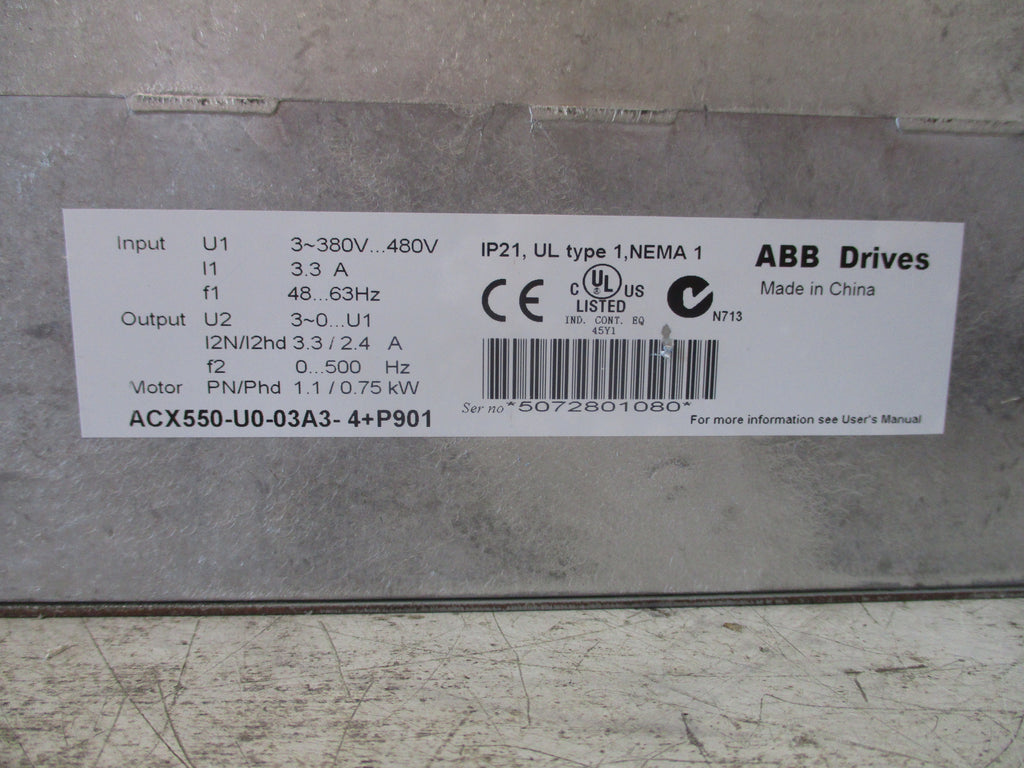 Input U1 3~380V...480V
I1 3.3 A
f1 48...63Hz
Output U2 3~0...U1
I2N/I2hd 3.3 / 2.4 A
f2 0...500 Hz
Motor PN/Phd 1.1 / 0.75 kW
ACX550-U0-03A3- 4+P901
IP21, UL type 1,NEMA 1
CE
C UL US
LISTED
IND. CONT. EQ
45Y1
N713
Ser no *5072801080*
ABB Drives
Made in China
For more information see User's Manual